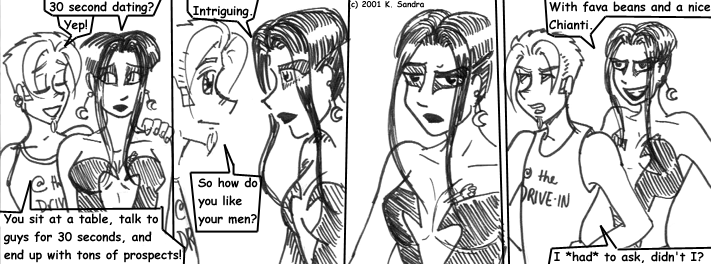 30 second dating?
Yep!
@ the
DRIV
You sit at a table, talk to
guys for 30 seconds, and
end up with tons of prospects!
Intriguing.
So how do
you like
your men?
c) 2001 K. Sandra
With fava beans and a nice
Chianti.
@ the
DRIVE-IN
I *had* to ask, didn't I?